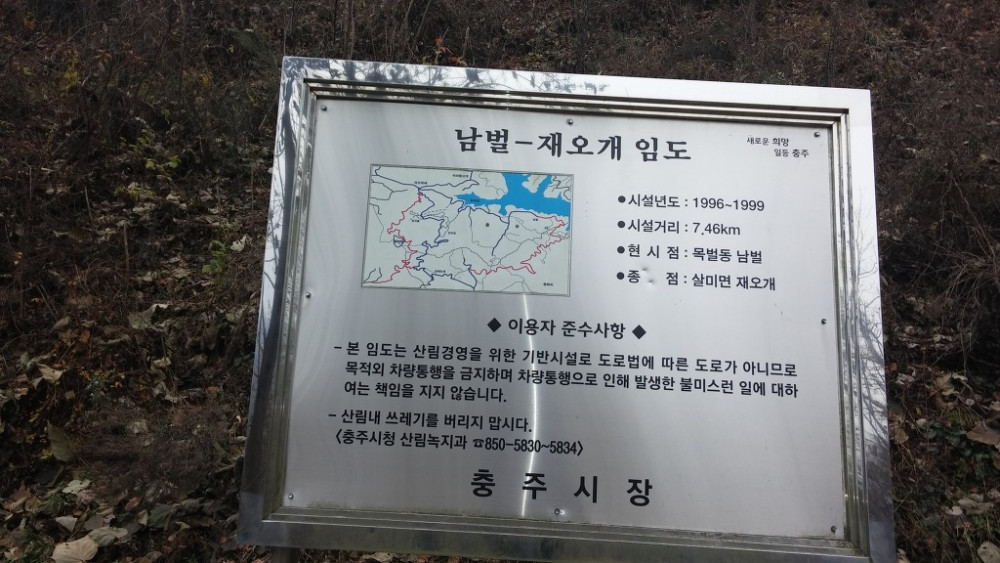 남벌-재오개 임도
새로운 희망
일등 충주
●시설년도 : 1996~1999
●시설거리 : 7.46km
●현 시 점 : 목벌동 남벌
●종 점 : 살미면 재오개
◆ 이용자 준수사항 ◆
- 본 임도는 산림경영을 위한 기반시설로 도로법에 따른 도로가 아니므로
목적외 차량통행을 금지하며 차량통행으로 인해 발생한 불미스런 일에 대하
여는 책임을 지지 않습니다.
- 산림내 쓰레기를 버리지 맙시다.
〈충주시청 산림녹지과 ☎850-5830~5834〉
충 주 시 장